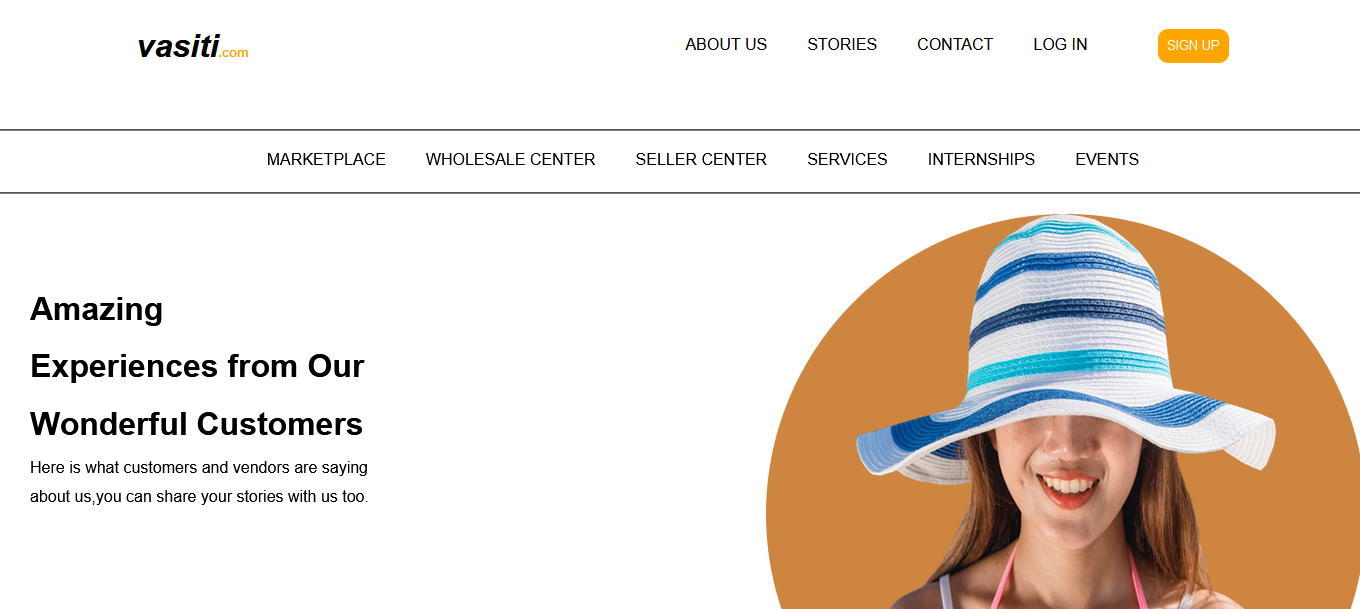 vasiti.com
ABOUT US STORIES CONTACT LOG IN SIGN UP
MARKETPLACE WHOLESALE CENTER SELLER CENTER SERVICES INTERNSHIPS EVENTS
Amazing
Experiences from Our
Wonderful Customers
Here is what customers and vendors are saying
about us,you can share your stories with us too.